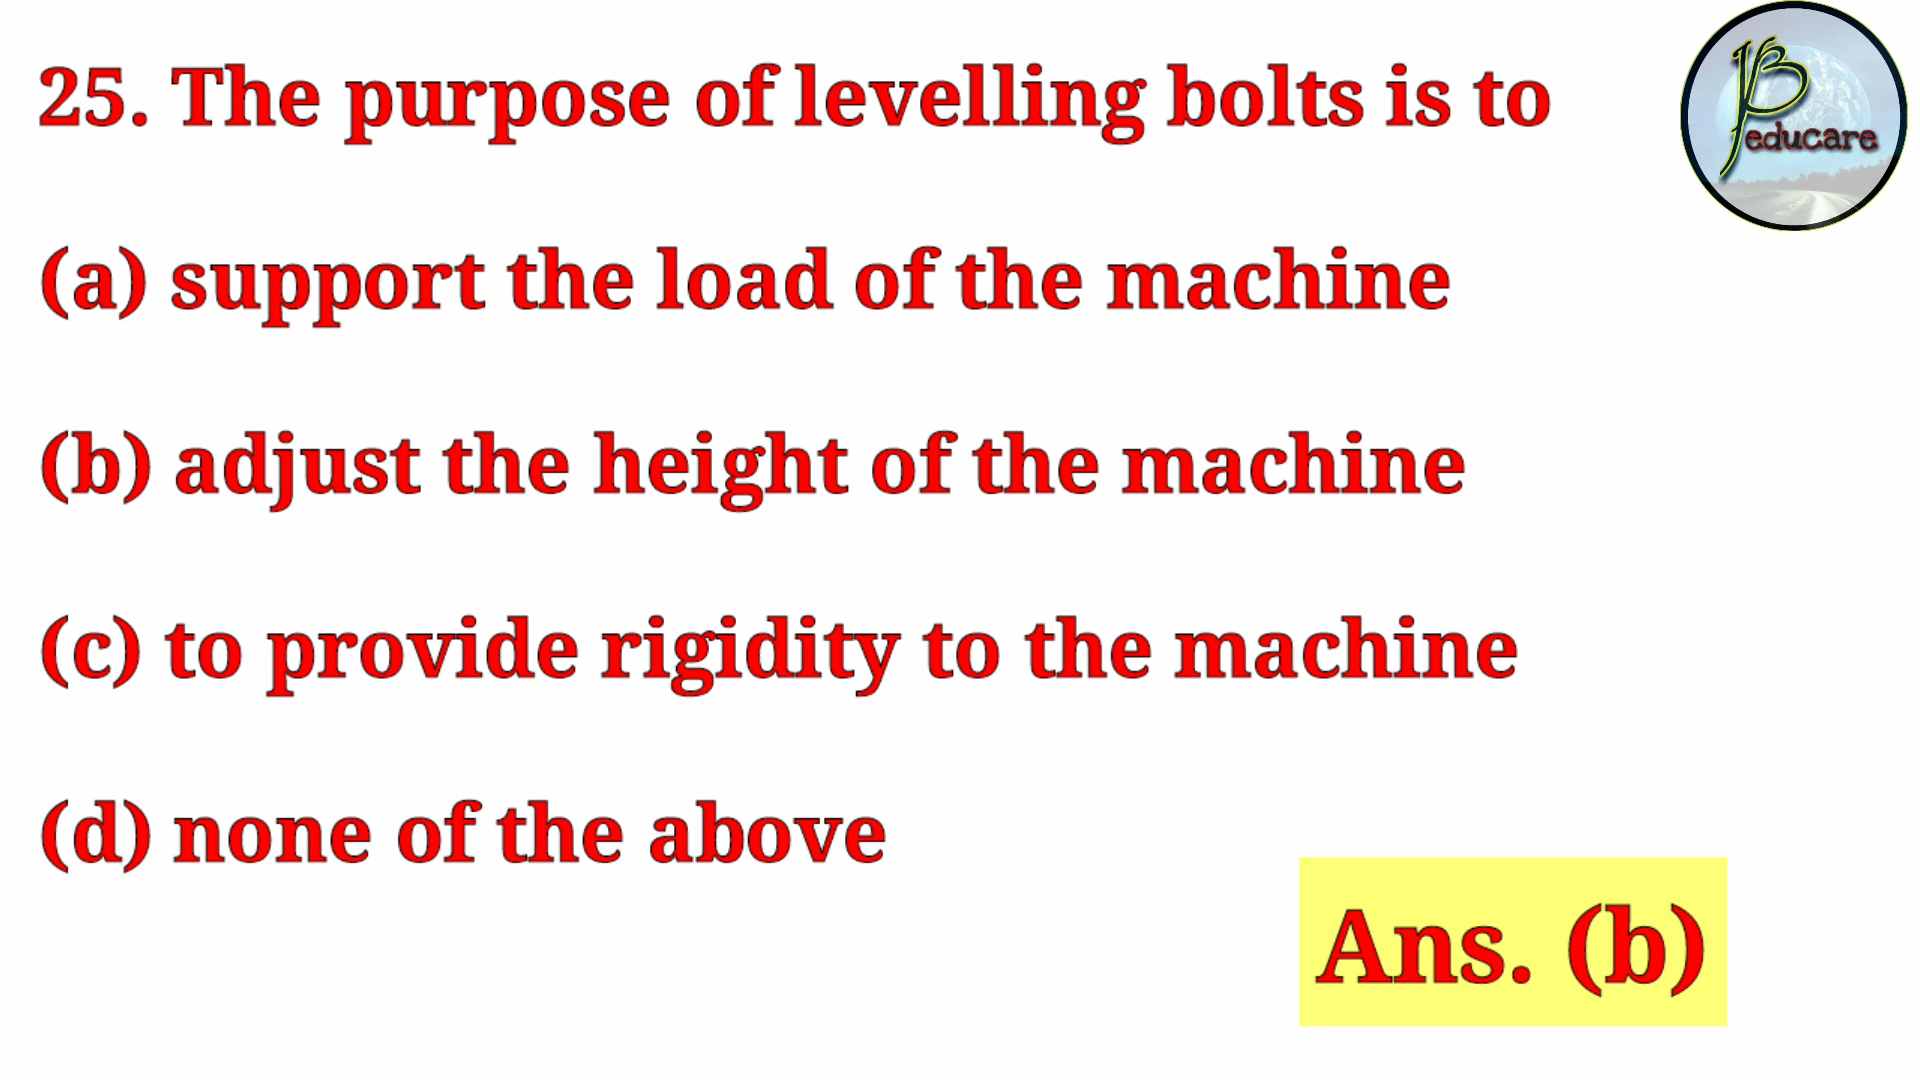 25. The purpose of levelling bolts is to
(a) support the load of the machine
(b) adjust the height of the machine
(c) to provide rigidity to the machine
(d) none of the above
Ans. (b)
educare